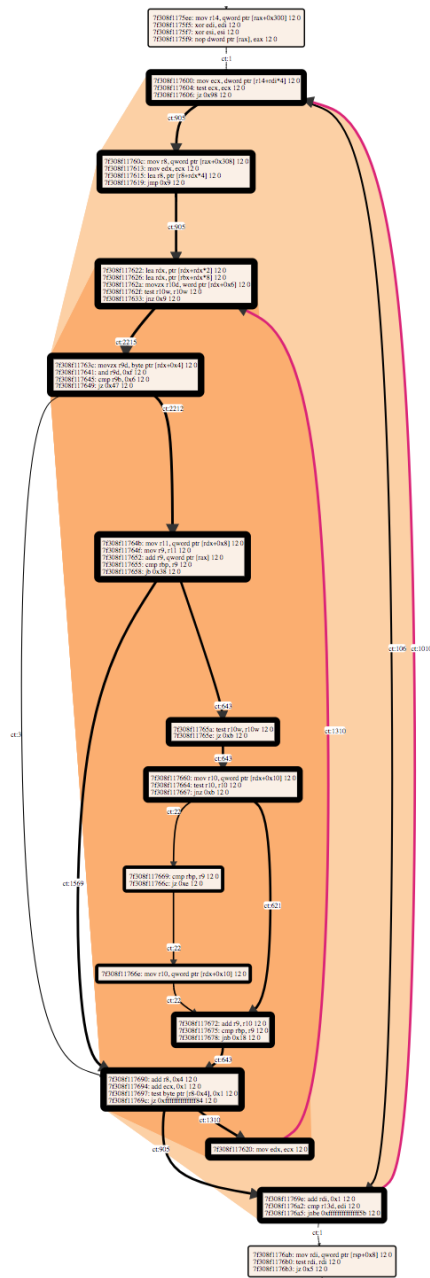 7f308f1175ee: mov r14, qword ptr [rax+0x300] 12 0
7f308f1175f5: xor edi, edi 12 0
7f308f1175f7: xor esi, esi 12 0
7f308f1175f9: nop dword ptr [rax], eax 12 0
ct:1
7f308f117600: mov ecx, dword ptr [r14+rdi*4] 12 0
7f308f117604: test ecx, ecx 12 0
7f308f117606: jz 0x98 12 0
ct:905
7f308f11760c: mov r8, qword ptr [rax+0x308] 12 0
7f308f117613: mov edx, ecx 12 0
7f308f117615: lea r8, ptr [r8+rdx*4] 12 0
7f308f117619: jmp 0x9 12 0
ct:905
7f308f117622: lea rdx, ptr [rdx+rdx*2] 12 0
7f308f117626: lea rdx, ptr [rbx+rdx*8] 12 0
7f308f11762a: movzx r10d, word ptr [rdx+0x6] 12 0
7f308f11762f: test r10w, r10w 12 0
7f308f117633: jnz 0x9 12 0
ct:2215
7f308f11763c: movzx r9d, byte ptr [rdx+0x4] 12 0
7f308f117641: and r9d, 0xf 12 0
7f308f117645: cmp r9b, 0x6 12 0
7f308f117649: jz 0x47 12 0
ct:2212
7f308f11764b: mov r11, qword ptr [rdx+0x8] 12 0
7f308f11764f: mov r9, r11 12 0
7f308f117652: add r9, qword ptr [rax] 12 0
7f308f117655: cmp rbp, r9 12 0
7f308f117658: jb 0x38 12 0
ct:106
ct:1010
ct:643
7f308f11765a: test r10w, r10w 12 0
7f308f11765e: jz 0xb 12 0
ct:3
ct:1310
ct:643
7f308f117660: mov r10, qword ptr [rdx+0x10] 12 0
7f308f117664: test r10, r10 12 0
7f308f117667: jnz 0xb 12 0
ct:22
7f308f117669: cmp rbp, r9 12 0
7f308f11766c: jz 0xe 12 0
ct:1569
ct:621
ct:22
7f308f11766e: mov r10, qword ptr [rdx+0x10] 12 0
ct:22
7f308f117672: add r9, r10 12 0
7f308f117675: cmp rbp, r9 12 0
7f308f117678: jnb 0x18 12 0
ct:643
7f308f117690: add r8, 0x4 12 0
7f308f117694: add ecx, 0x1 12 0
7f308f117697: test byte ptr [r8-0x4], 0x1 12 0
7f308f11769c: jz 0xffffffffffffff84 12 0
ct:1310
ct:905
7f308f117620: mov edx, ecx 12 0
7f308f11769e: add rdi, 0x1 12 0
7f308f1176a2: cmp r13d, edi 12 0
7f308f1176a5: jnbe 0xffffffffffffff5b 12 0
ct:1
7f308f1176ab: mov rdi, qword ptr [rsp+0x8] 12 0
7f308f1176b0: test rdi, rdi 12 0
7f308f1176b3: jz 0x5 12 0